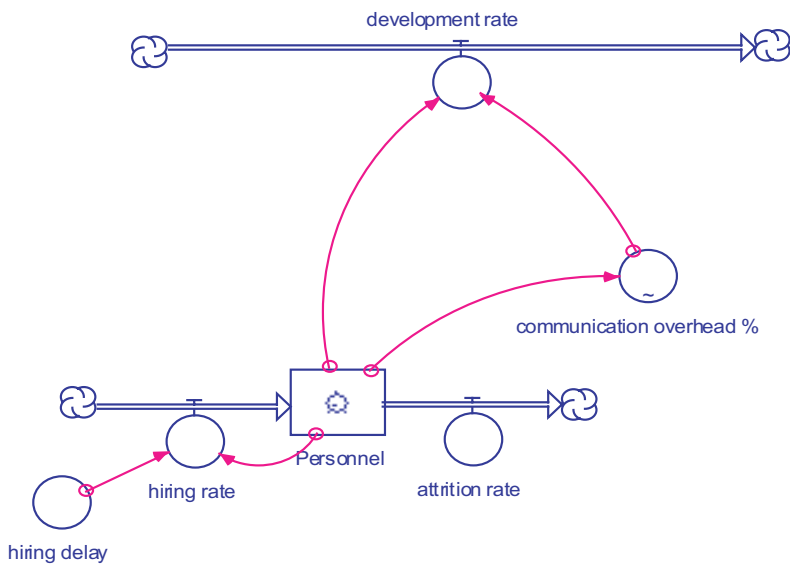 development rate
~
communication overhead %
Personnel
hiring rate
attrition rate
hiring delay